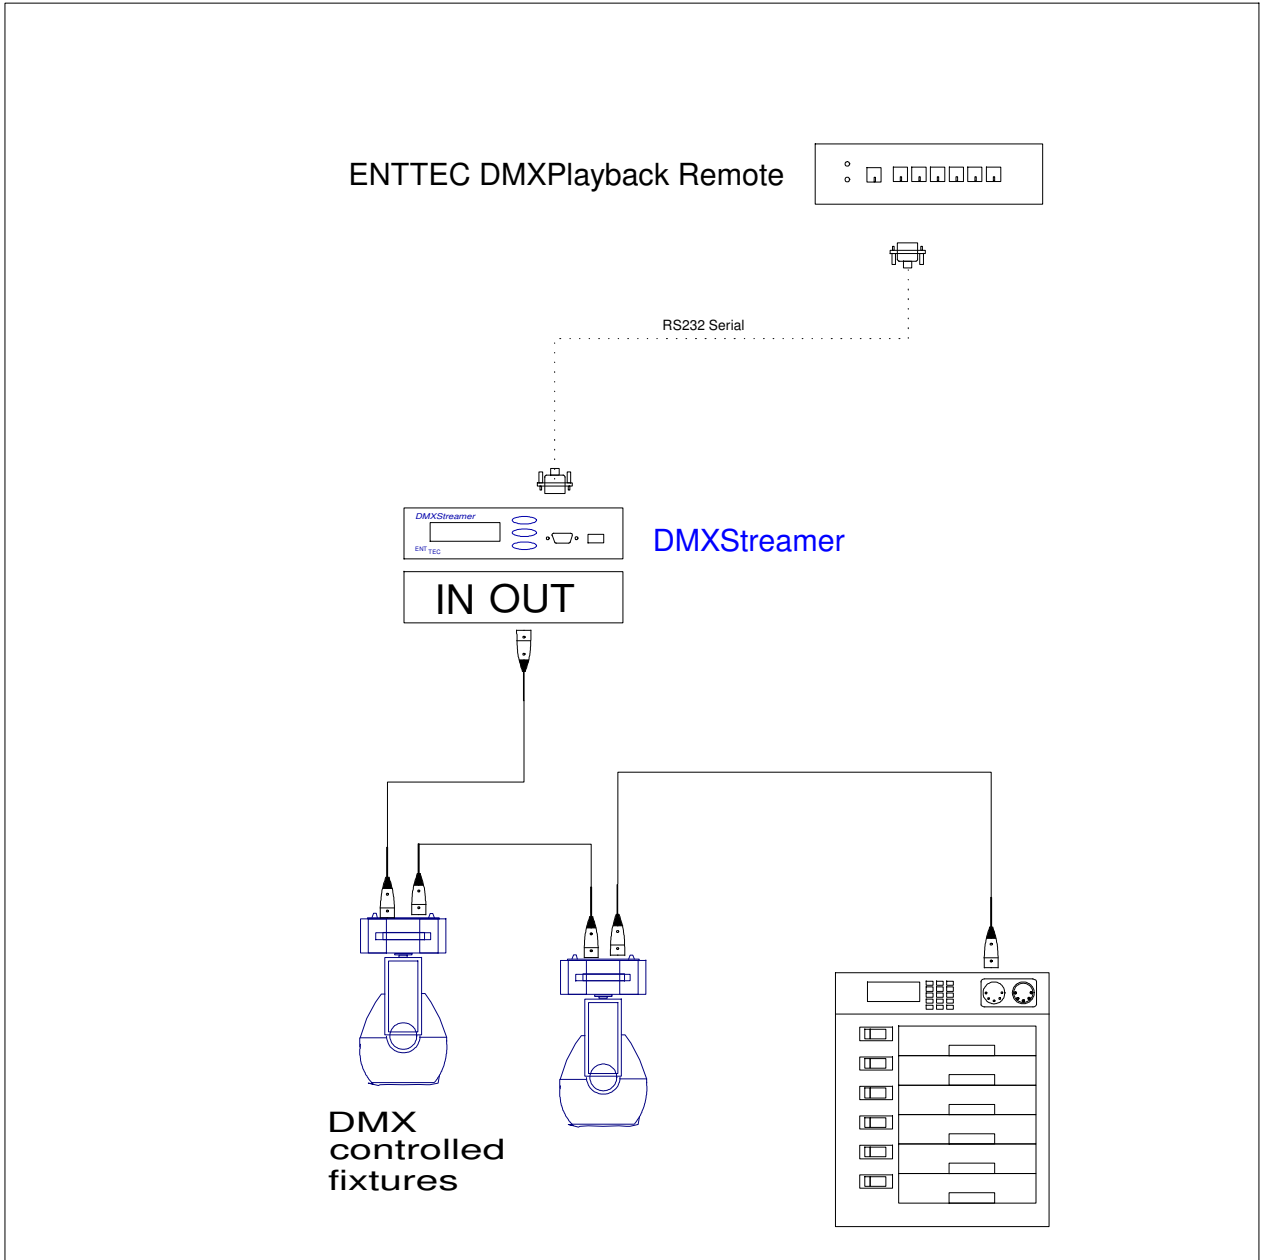 ENTTEC DMXPlayback Remote
RS232 Serial
DMXStreamer
ENT TEC
DMXStreamer
IN OUT
DMX
controlled
fixtures